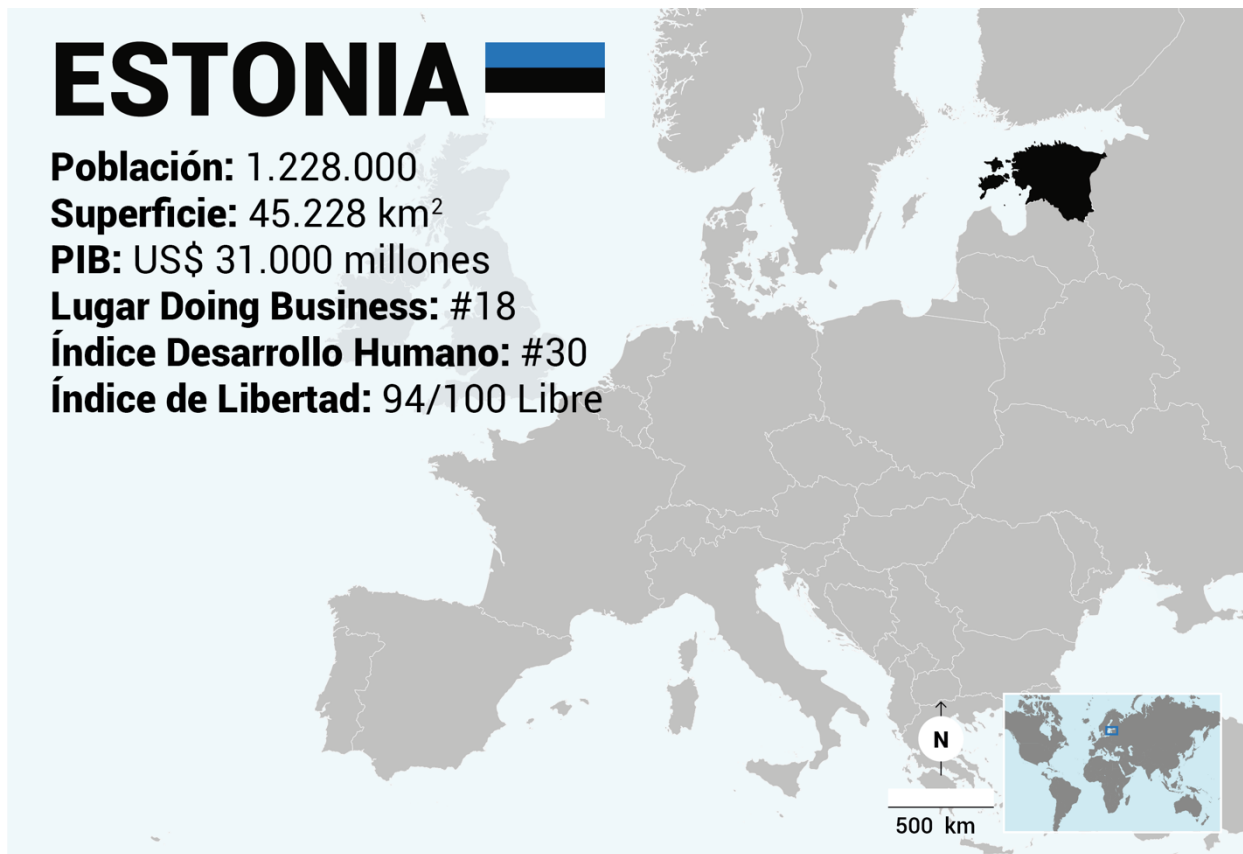 ESTONIA
Población: 1.228.000
Superficie: 45.228 km²
PIB: US$ 31.000 millones
Lugar Doing Business: #18
Índice Desarrollo Humano: #30
Índice de Libertad: 94/100 Libre
N
500 km